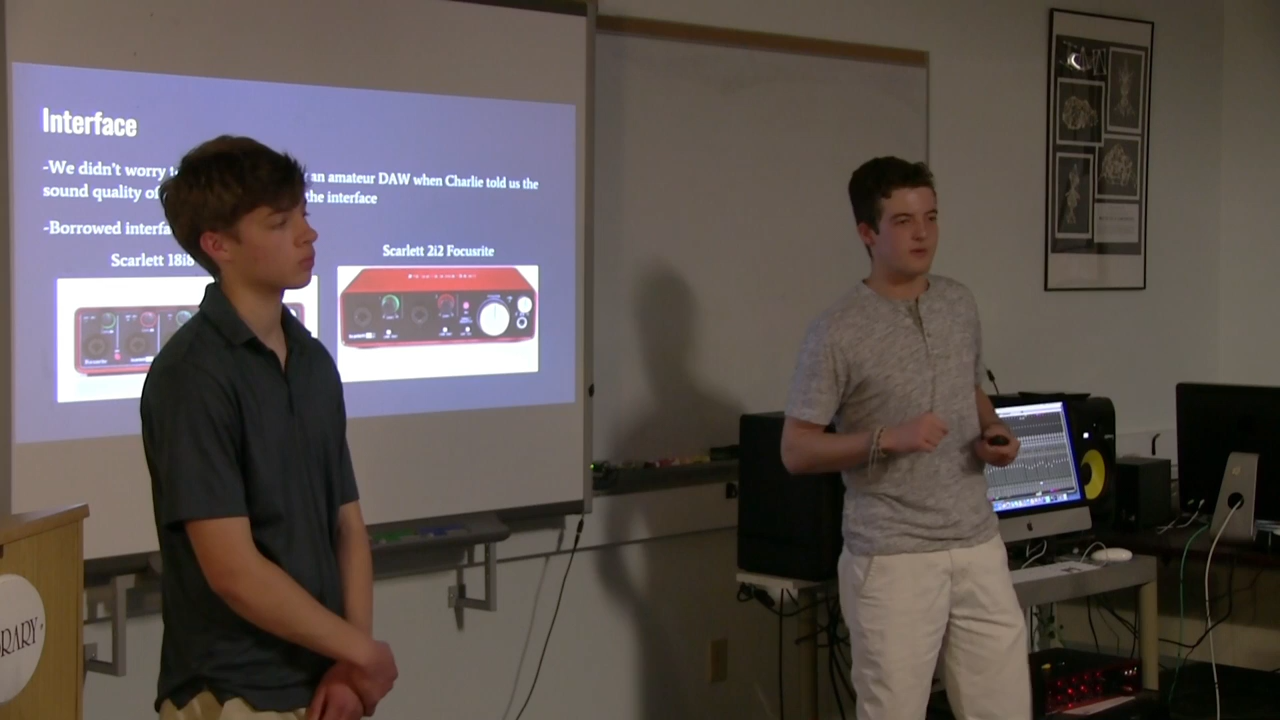 Interface
-We didn't worry
an amateur DAW when Charlie told us the
sound quality of
the interface
-Borrowed
Scarlett 18i8
Scarlett 2i2 Focusrite
Focusrite
RARY